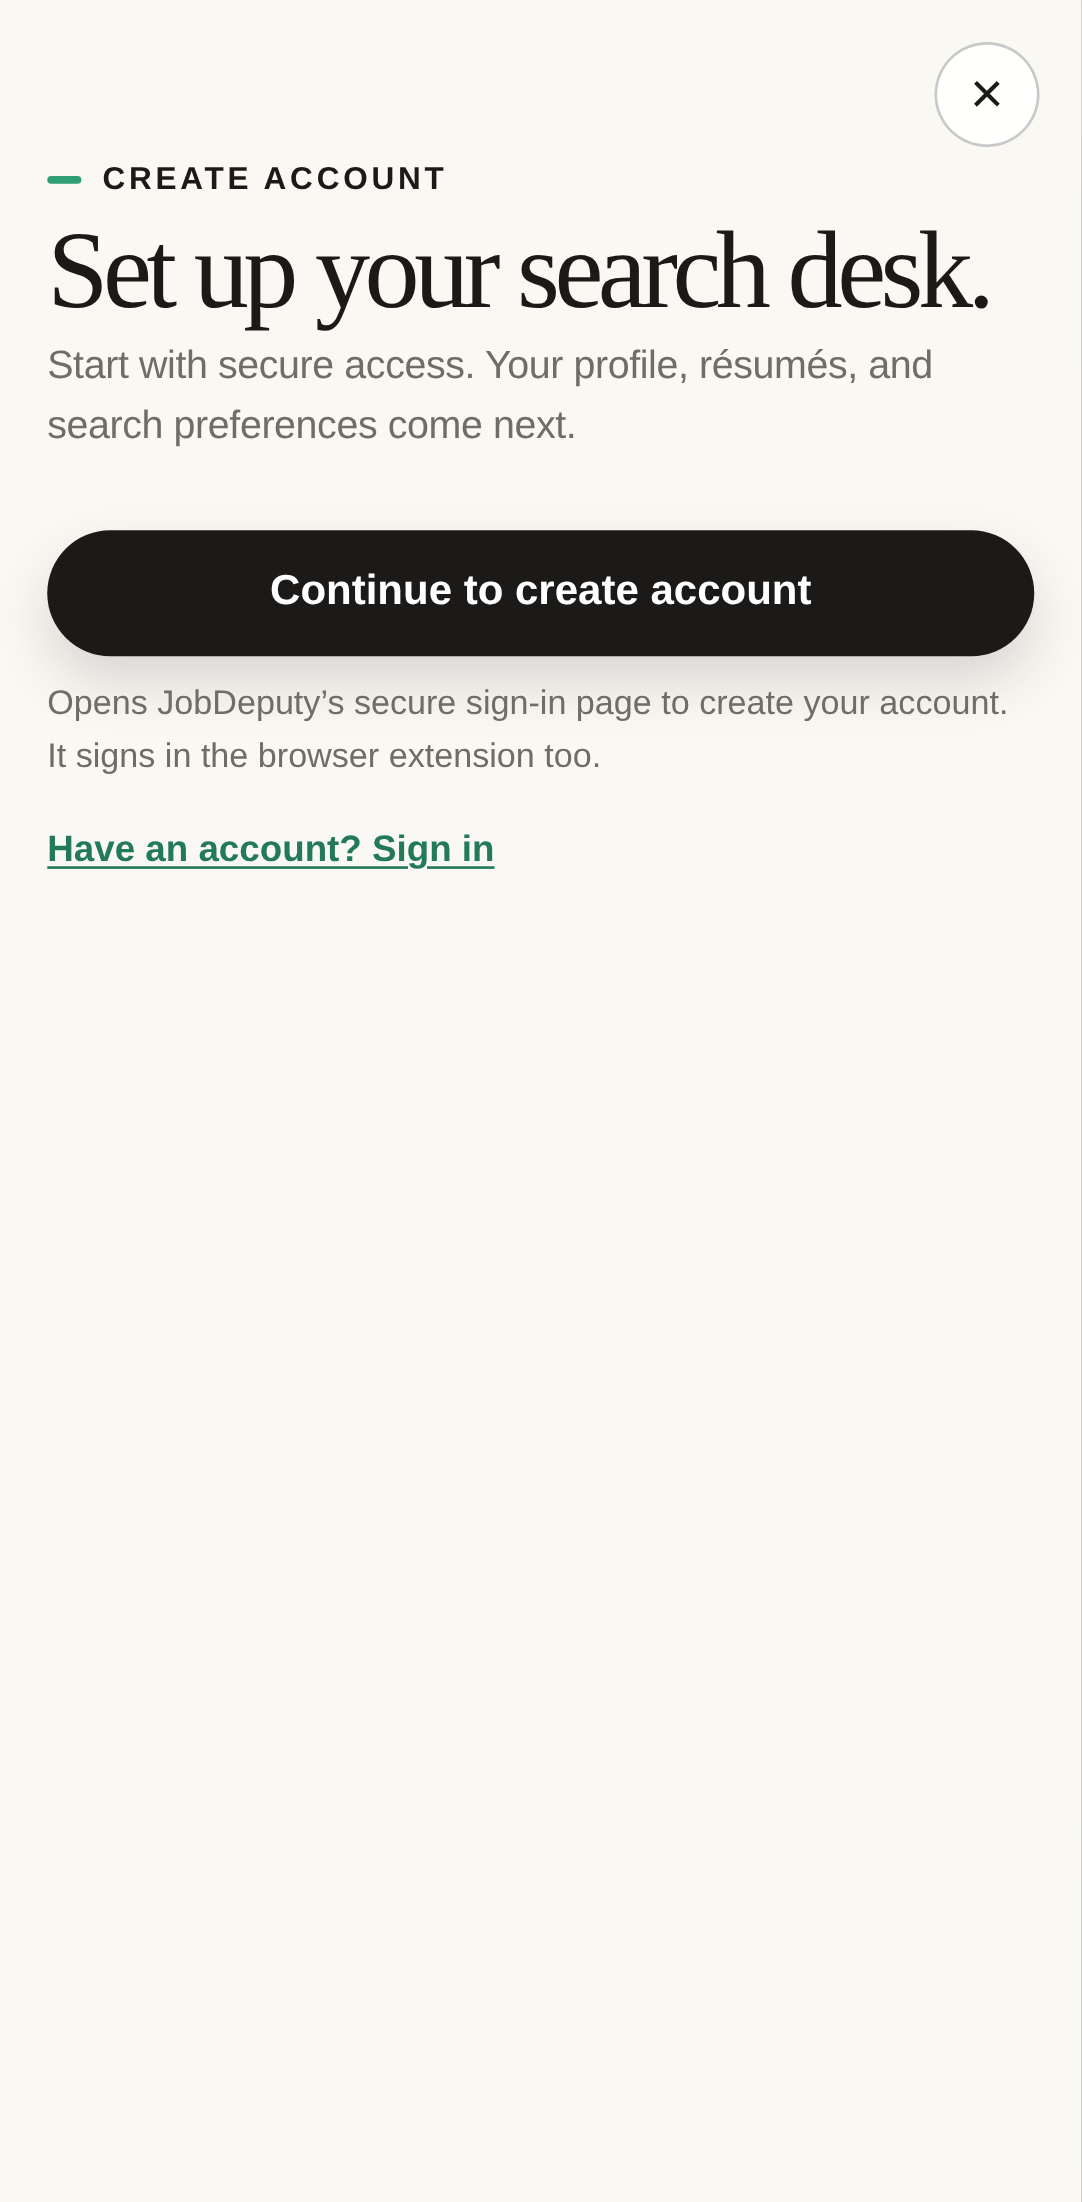 CREATE ACCOUNT
Set up your search desk.
Start with secure access. Your profile, résumés, and
search preferences come next.
Continue to create account
Opens JobDeputy’s secure sign-in page to create your account.
It signs in the browser extension too.
Have an account? Sign in